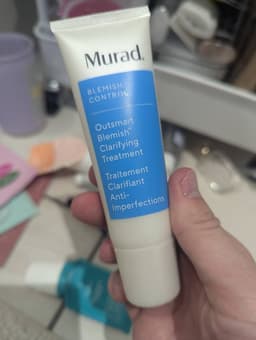 Murad.
BLEMISH
CONTROL
Outsmart
Blemish
Clarifying
Treatment
Traitement
Clarifiant
Anti-
imperfections